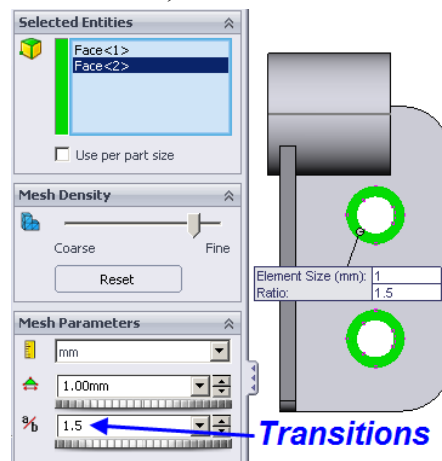 Selected Entities
Face<1>
Face<2>
Use per part size
Mesh Density
Coarse
Fine
Reset
Element Size (mm): 1
Ratio: 1.5
Mesh Parameters
mm
1.00mm
a/b
1.5
Transitions